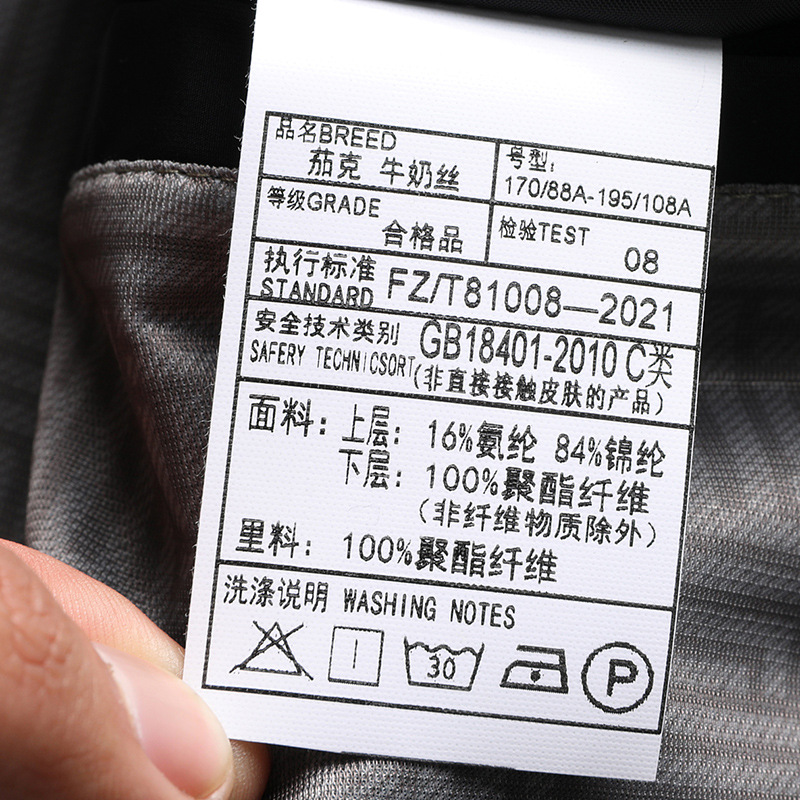 品名BREED
茄克 牛奶丝
号型:
170/88A-195/108A
等级GRADE
合格品
检验TEST
08
执行标准
STANDARD
FZ/T81008—2021
安全技术类别
SAFERY TECHNICSORT
GB18401-2010 C类
(非直接接触皮肤的产品)
面料: 上层: 16%氨纶 84%锦纶
下层: 100%聚酯纤维
(非纤维物质除外)
里料: 100%聚酯纤维
洗涤说明 WASHING NOTES
30
P